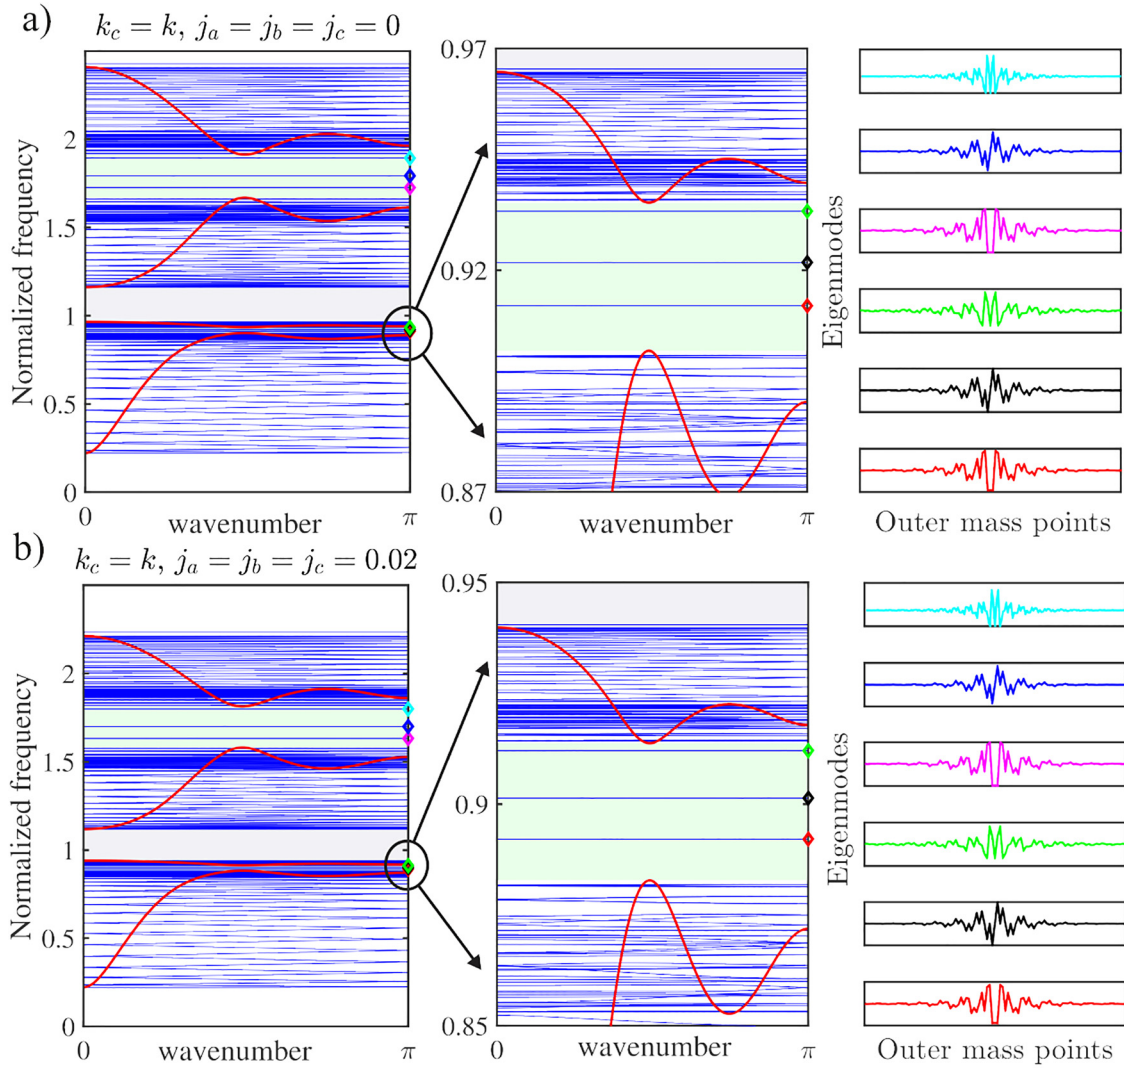 a)
k_c = k, j_a = j_b = j_c = 0
Normalized frequency
2
1.5
1
0.5
0
0
wavenumber
π
0.97
0.92
0.87
0
wavenumber
π
Eigenmodes
Outer mass points
b)
k_c = k, j_a = j_b = j_c = 0.02
Normalized frequency
2
1.5
1
0.5
0
0
wavenumber
π
0.95
0.9
0.85
0
wavenumber
π
Eigenmodes
Outer mass points